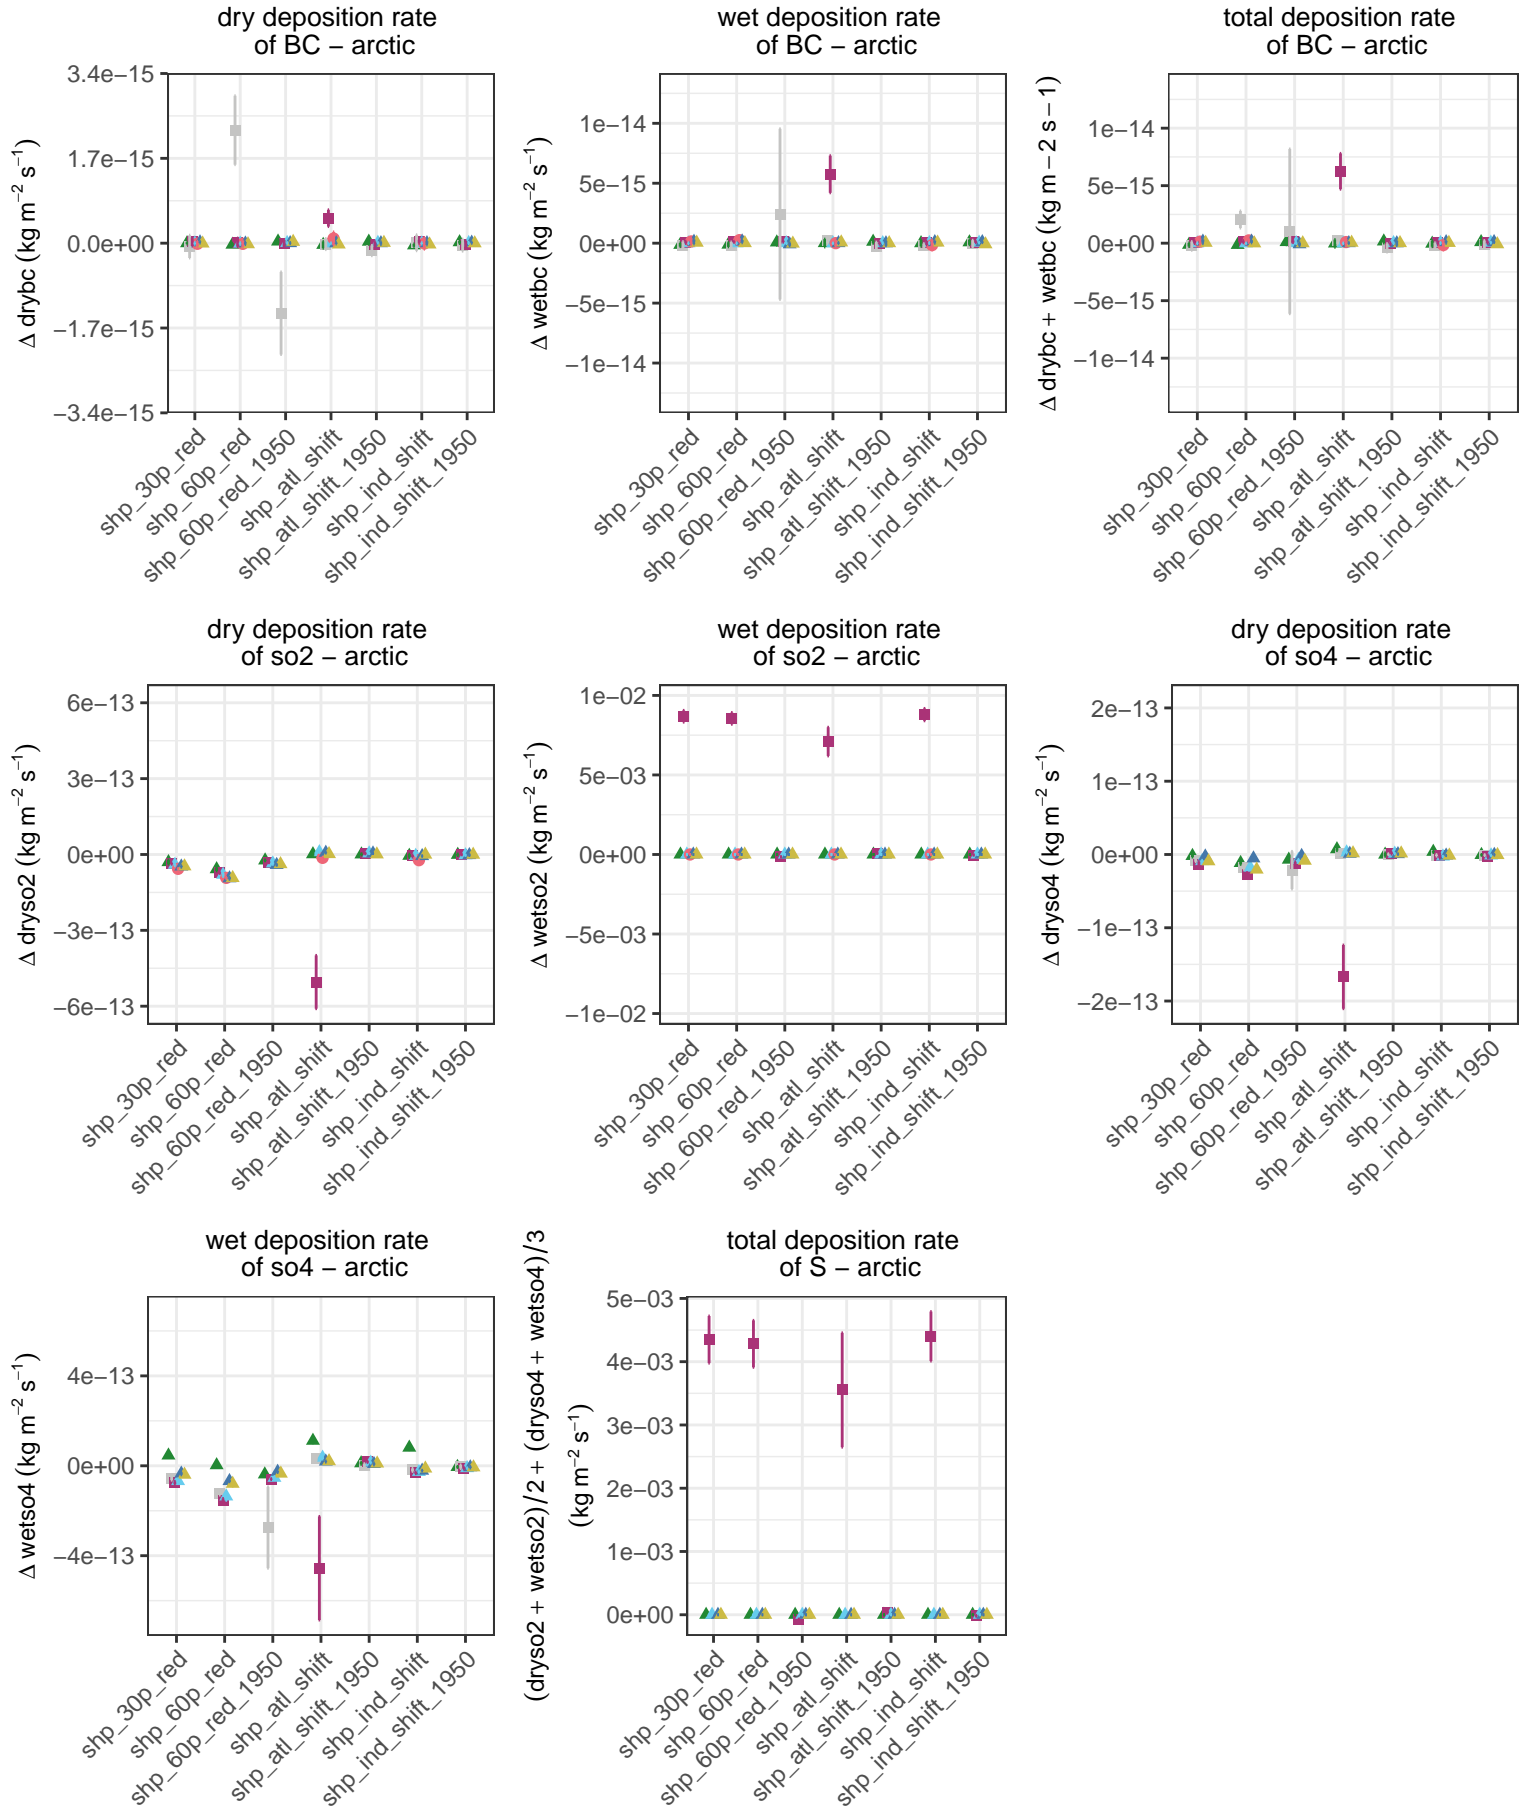 dry deposition rate
of BC − arctic
Δ drybc (kg m−2 s−1)
3.4e−15
1.7e−15
0.0e+00
−1.7e−15
−3.4e−15
shp_30p_red
shp_60p_red
shp_60p_red_1950
shp_atl_shift
shp_atl_shift_1950
shp_ind_shift
shp_ind_shift_1950
wet deposition rate
of BC − arctic
Δ wetbc (kg m−2 s−1)
1e−14
5e−15
0e+00
−5e−15
−1e−14
shp_30p_red
shp_60p_red
shp_60p_red_1950
shp_atl_shift
shp_atl_shift_1950
shp_ind_shift
shp_ind_shift_1950
total deposition rate
of BC − arctic
Δ drybc + wetbc (kg m − 2 s − 1)
1e−14
5e−15
0e+00
−5e−15
−1e−14
shp_30p_red
shp_60p_red
shp_60p_red_1950
shp_atl_shift
shp_atl_shift_1950
shp_ind_shift
shp_ind_shift_1950
dry deposition rate
of so2 − arctic
Δ dryso2 (kg m−2 s−1)
6e−13
3e−13
0e+00
−3e−13
−6e−13
shp_30p_red
shp_60p_red
shp_60p_red_1950
shp_atl_shift
shp_atl_shift_1950
shp_ind_shift
shp_ind_shift_1950
wet deposition rate
of so2 − arctic
Δ wetso2 (kg m−2 s−1)
1e−02
5e−03
0e+00
−5e−03
−1e−02
shp_30p_red
shp_60p_red
shp_60p_red_1950
shp_atl_shift
shp_atl_shift_1950
shp_ind_shift
shp_ind_shift_1950
dry deposition rate
of so4 − arctic
Δ dryso4 (kg m−2 s−1)
2e−13
1e−13
0e+00
−1e−13
−2e−13
shp_30p_red
shp_60p_red
shp_60p_red_1950
shp_atl_shift
shp_atl_shift_1950
shp_ind_shift
shp_ind_shift_1950
wet deposition rate
of so4 − arctic
Δ wetso4 (kg m−2 s−1)
4e−13
0e+00
−4e−13
shp_30p_red
shp_60p_red
shp_60p_red_1950
shp_atl_shift
shp_atl_shift_1950
shp_ind_shift
shp_ind_shift_1950
total deposition rate
of S − arctic
(dryso2 + wetso2)/2 + (dryso4 + wetso4)/3
(kg m−2 s−1)
5e−03
4e−03
3e−03
2e−03
1e−03
0e+00
shp_30p_red
shp_60p_red
shp_60p_red_1950
shp_atl_shift
shp_atl_shift_1950
shp_ind_shift
shp_ind_shift_1950